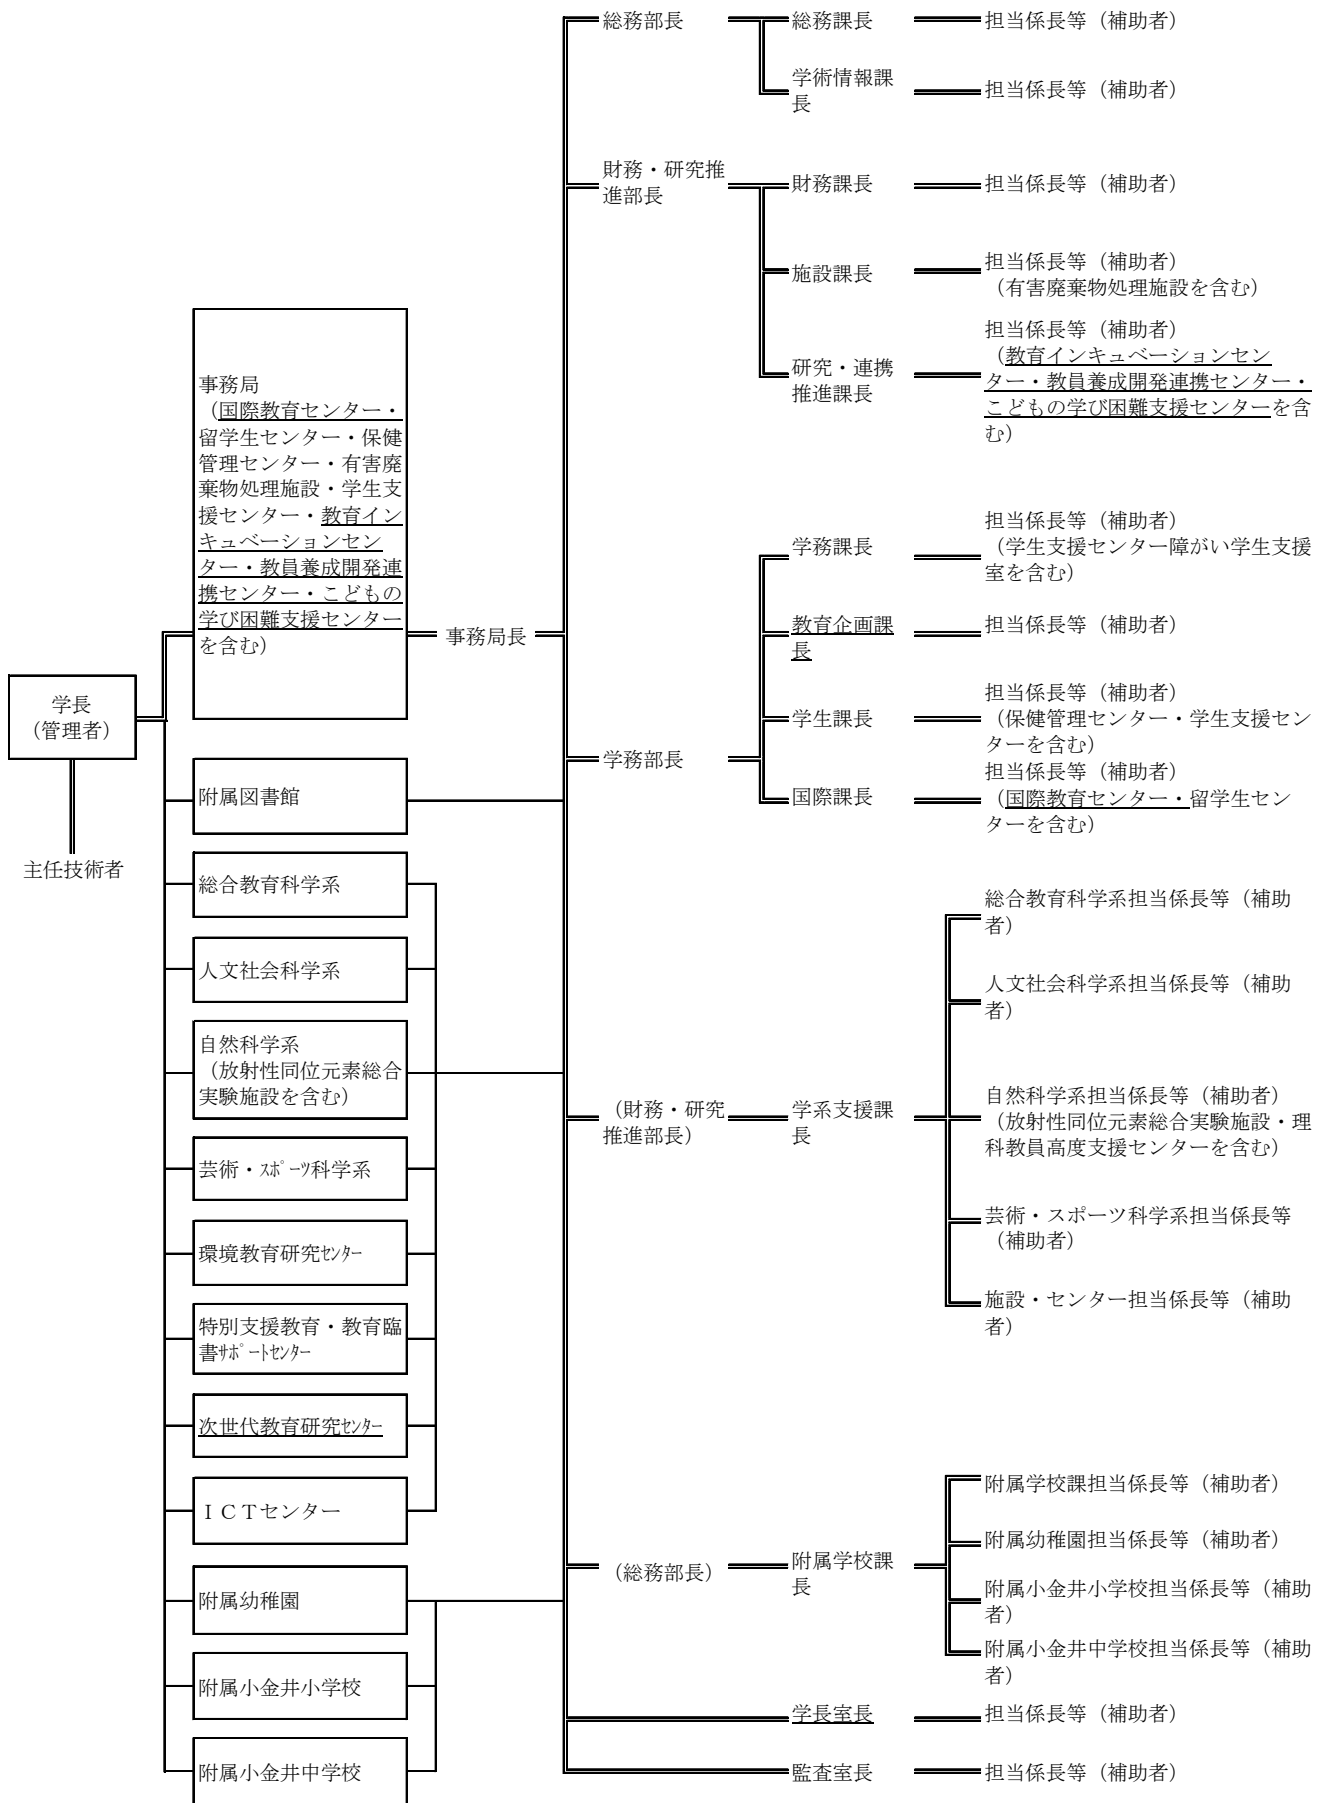 学長
（管理者）
主任技術者
事務局
（国際教育センター・
留学生センター・保健
管理センター・有害廃
棄物処理施設・学生支
援センター・教育イン
キュベーションセン
ター・教員養成開発連
携センター・こどもの
学び困難支援センター
を含む）
附属図書館
総合教育科学系
人文社会科学系
自然科学系
（放射性同位元素総合
実験施設を含む）
芸術・ｽﾎﾟｰﾂ科学系
環境教育研究ｾﾝﾀｰ
特別支援教育・教育臨
書ｻﾎﾟｰﾄｾﾝﾀｰ
次世代教育研究ｾﾝﾀｰ
ＩＣＴセンター
附属幼稚園
附属小金井小学校
附属小金井中学校
事務局長
総務部長
総務課長
担当係長等（補助者）
学術情報課
長
担当係長等（補助者）
財務・研究推
進部長
財務課長
担当係長等（補助者）
施設課長
担当係長等（補助者）
（有害廃棄物処理施設を含む）
研究・連携
推進課長
担当係長等（補助者）
（教育インキュベーションセン
ター・教員養成開発連携センター・
こどもの学び困難支援センターを含
む）
学務部長
学務課長
担当係長等（補助者）
（学生支援センター障がい学生支援
室を含む）
教育企画課
長
担当係長等（補助者）
学生課長
担当係長等（補助者）
（保健管理センター・学生支援セン
ターを含む）
国際課長
担当係長等（補助者）
（国際教育センター・留学生セン
ターを含む）
（財務・研究
推進部長）
学系支援課
長
総合教育科学系担当係長等（補助
者）
人文社会科学系担当係長等（補助
者）
自然科学系担当係長等（補助者）
（放射性同位元素総合実験施設・理
科教員高度支援センターを含む）
芸術・スポーツ科学系担当係長等
（補助者）
施設・センター担当係長等（補助
者）
（総務部長）
附属学校課
長
附属学校課担当係長等（補助者）
附属幼稚園担当係長等（補助者）
附属小金井小学校担当係長等（補助
者）
附属小金井中学校担当係長等（補助
者）
学長室長
担当係長等（補助者）
監査室長
担当係長等（補助者）